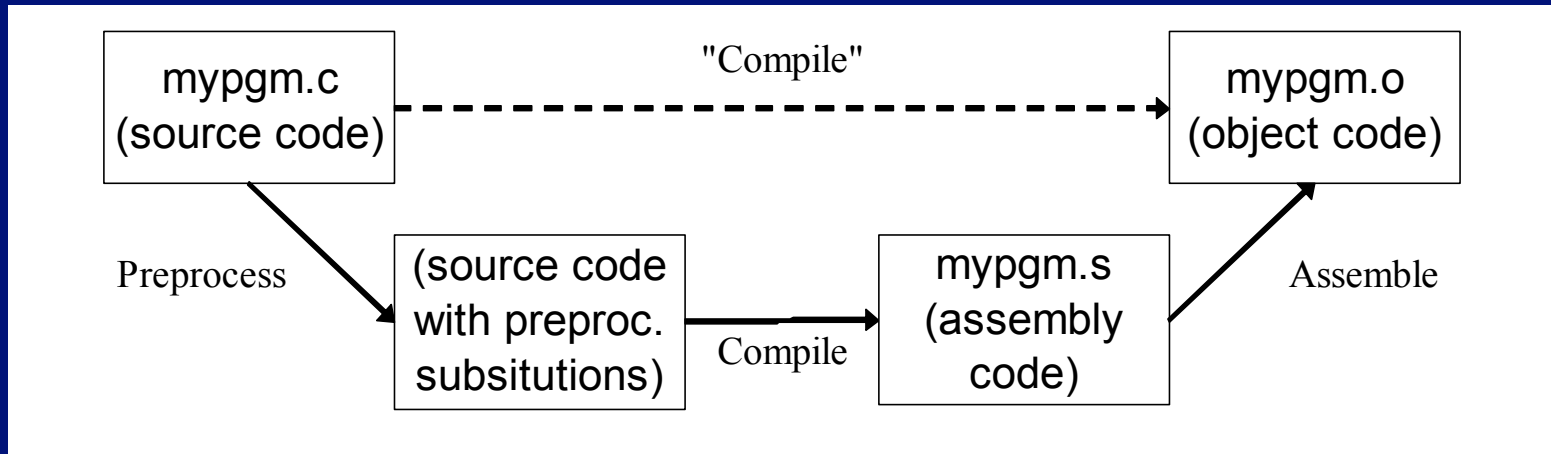 mypgm.c
(source code)
"Compile"
mypgm.o
(object code)
Preprocess
(source code
with preproc.
subsitutions)
Compile
mypgm.s
(assembly
code)
Assemble